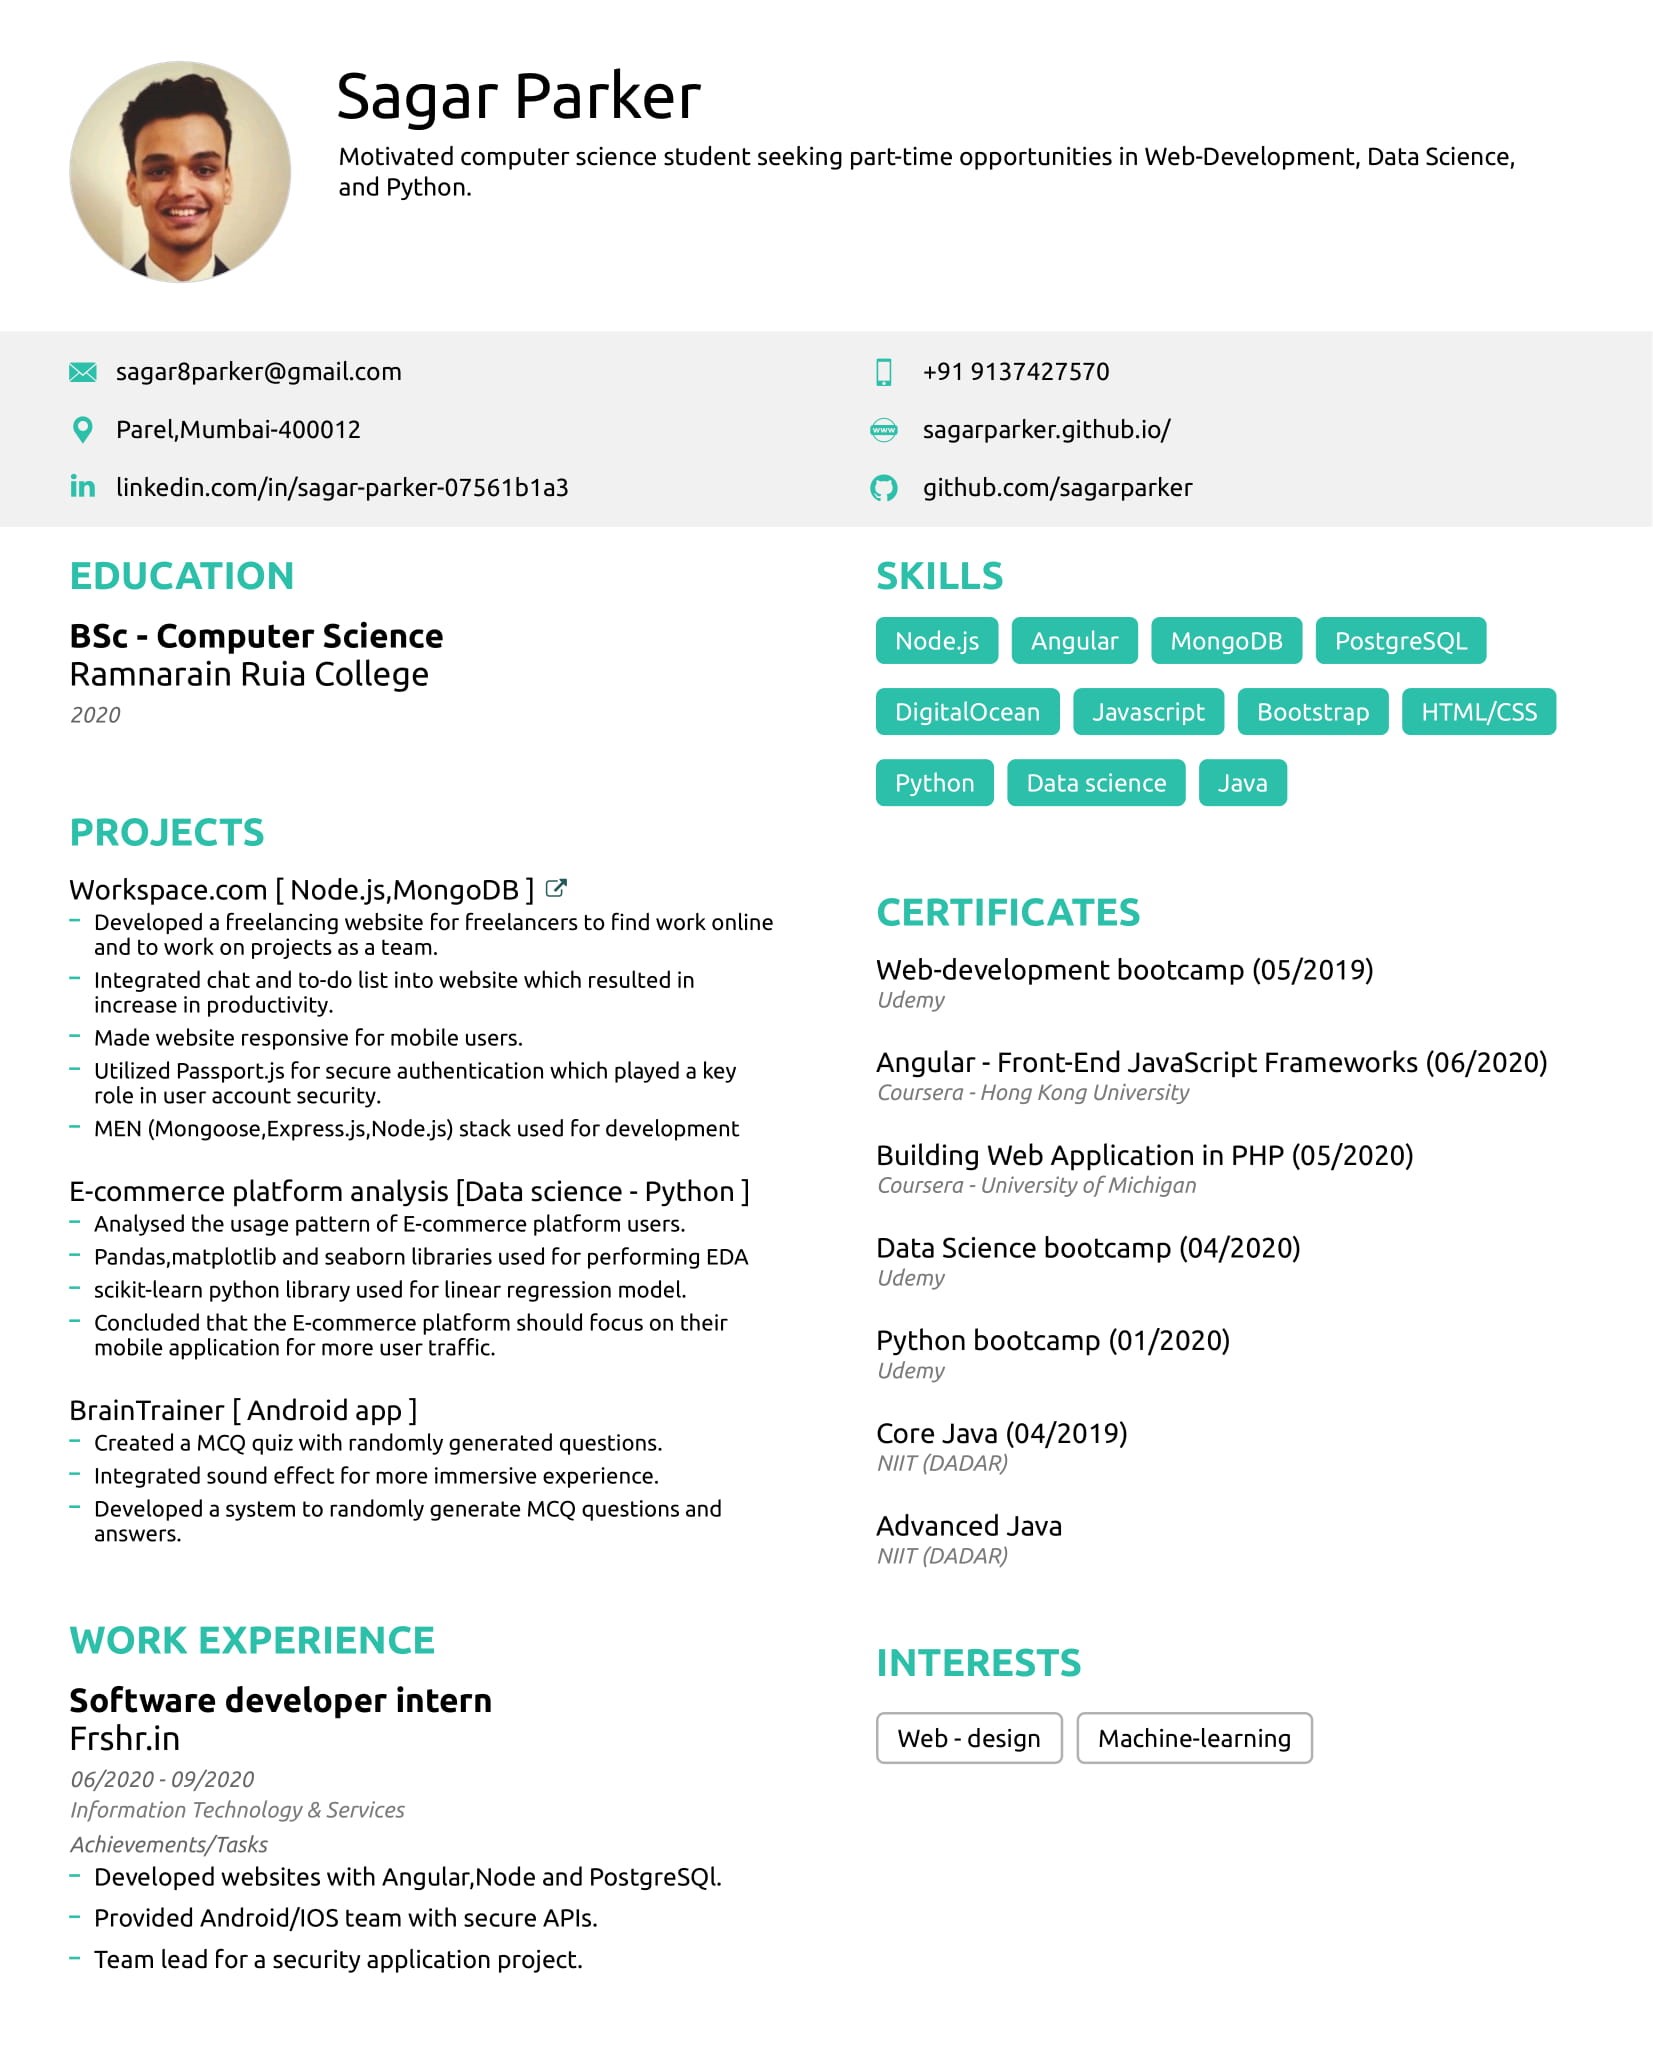 Sagar Parker
Motivated computer science student seeking part-time opportunities in Web-Development, Data Science,
and Python.
sagar8parker@gmail.com
+91 9137427570
Parel,Mumbai-400012
www
sagarparker.github.io/
in
linkedin.com/in/sagar-parker-07561b1a3
github.com/sagarparker
EDUCATION
BSc - Computer Science
Ramnarain Ruia College
2020
PROJECTS
Workspace.com [ Node.js,MongoDB ]
Developed a freelancing website for freelancers to find work online
and to work on projects as a team.
Integrated chat and to-do list into website which resulted in
increase in productivity.
Made website responsive for mobile users.
Utilized Passport.js for secure authentication which played a key
role in user account security.
MEN (Mongoose,Express.js,Node.js) stack used for development
E-commerce platform analysis [Data science - Python ]
Analysed the usage pattern of E-commerce platform users.
Pandas,matplotlib and seaborn libraries used for performing EDA
scikit-learn python library used for linear regression model.
Concluded that the E-commerce platform should focus on their
mobile application for more user traffic.
BrainTrainer [ Android app ]
Created a MCQ quiz with randomly generated questions.
Integrated sound effect for more immersive experience.
Developed a system to randomly generate MCQ questions and
answers.
WORK EXPERIENCE
Software developer intern
Frshr.in
06/2020 - 09/2020
Information Technology & Services
Achievements/Tasks
Developed websites with Angular,Node and PostgreSQl.
Provided Android/IOS team with secure APIs.
Team lead for a security application project.
SKILLS
Node.js Angular MongoDB PostgreSQL
DigitalOcean Javascript Bootstrap HTML/CSS
Python Data science Java
CERTIFICATES
Web-development bootcamp (05/2019)
Udemy
Angular - Front-End JavaScript Frameworks (06/2020)
Coursera - Hong Kong University
Building Web Application in PHP (05/2020)
Coursera - University of Michigan
Data Science bootcamp (04/2020)
Udemy
Python bootcamp (01/2020)
Udemy
Core Java (04/2019)
NIIT (DADAR)
Advanced Java
NIIT (DADAR)
INTERESTS
Web - design Machine-learning